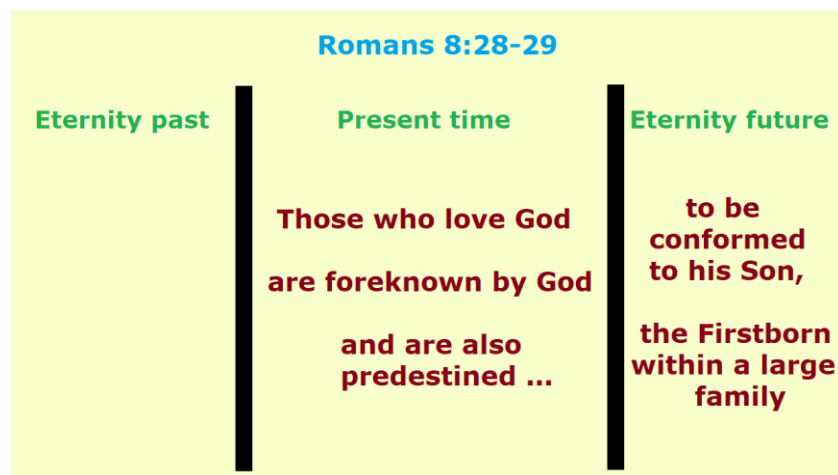 Romans 8:28-29
Eternity past
Present time
Eternity future
Those who love God
are foreknown by God
and are also
predestined ...
to be
conformed
to his Son,
the Firstborn
within a large
family